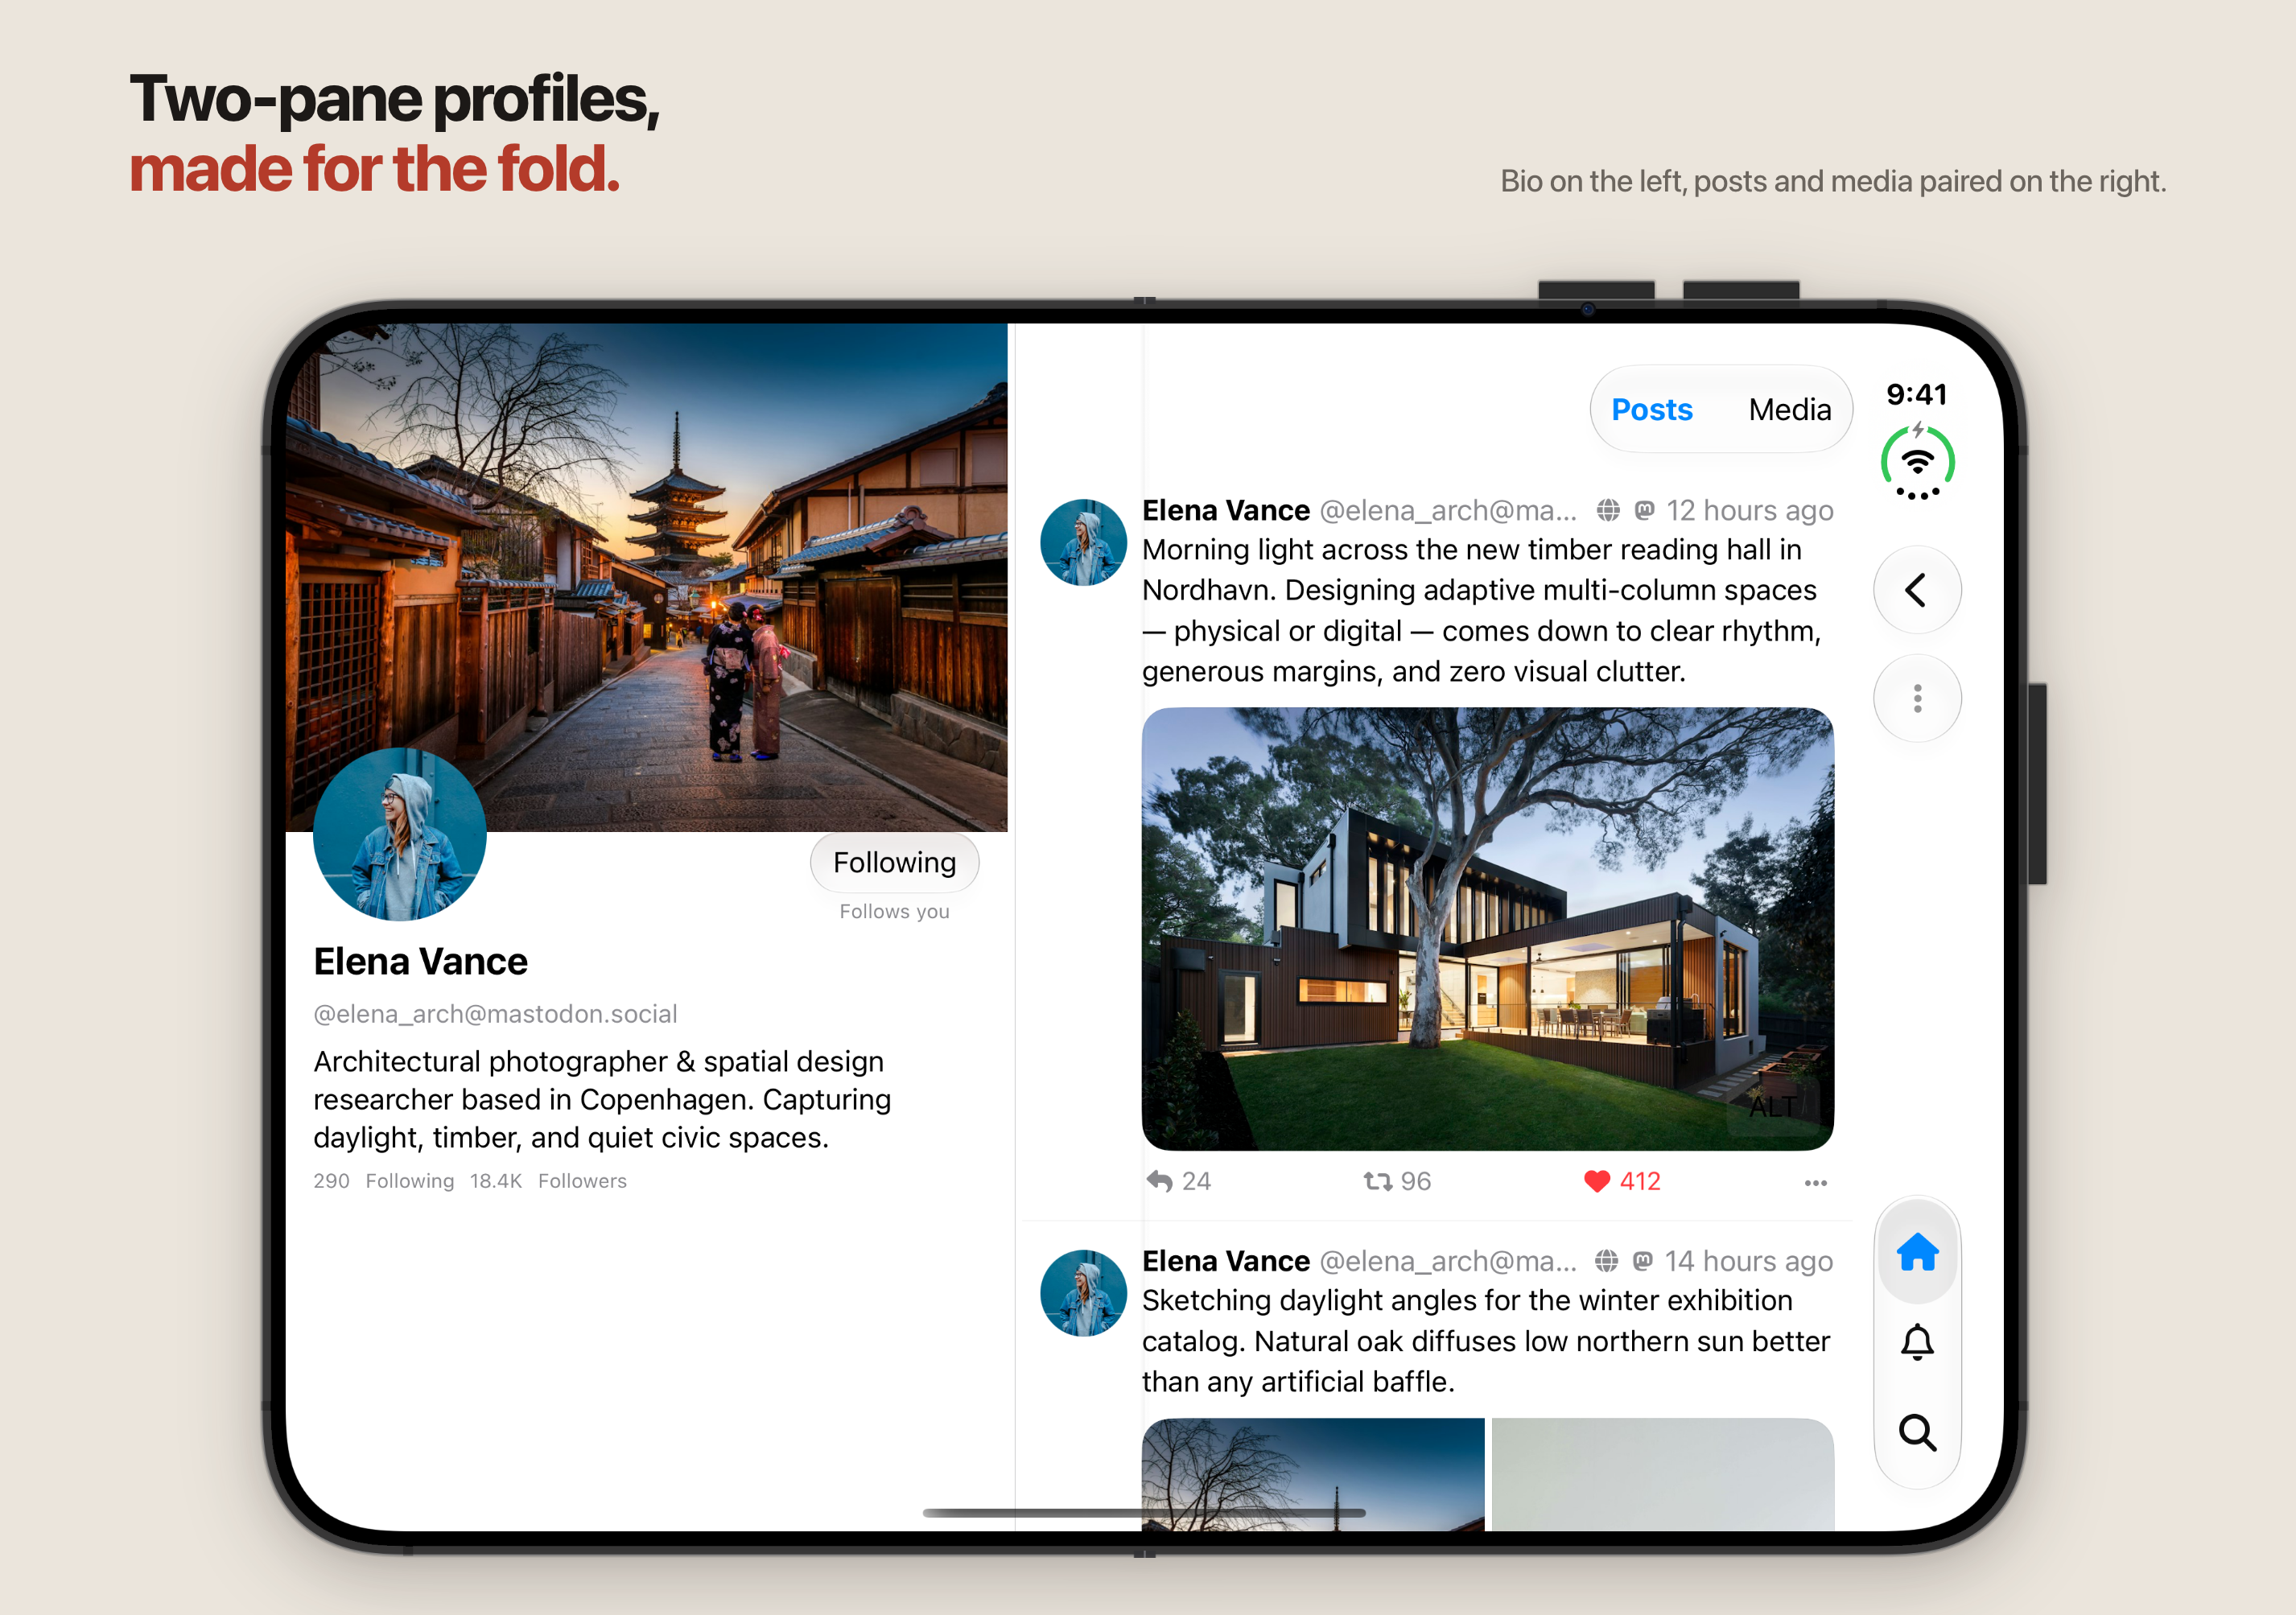 Two-pane profiles,
made for the fold.
Bio on the left, posts and media paired on the right.
Following
Follows you
Elena Vance
@elena_arch@mastodon.social
Architectural photographer & spatial design
researcher based in Copenhagen. Capturing
daylight, timber, and quiet civic spaces.
290 Following 18.4K Followers
Posts Media
9:41
Elena Vance @elena_arch@ma... 12 hours ago
Morning light across the new timber reading hall in
Nordhavn. Designing adaptive multi-column spaces
— physical or digital — comes down to clear rhythm,
generous margins, and zero visual clutter.
ALT
24 96 412
Elena Vance @elena_arch@ma... 14 hours ago
Sketching daylight angles for the winter exhibition
catalog. Natural oak diffuses low northern sun better
than any artificial baffle.